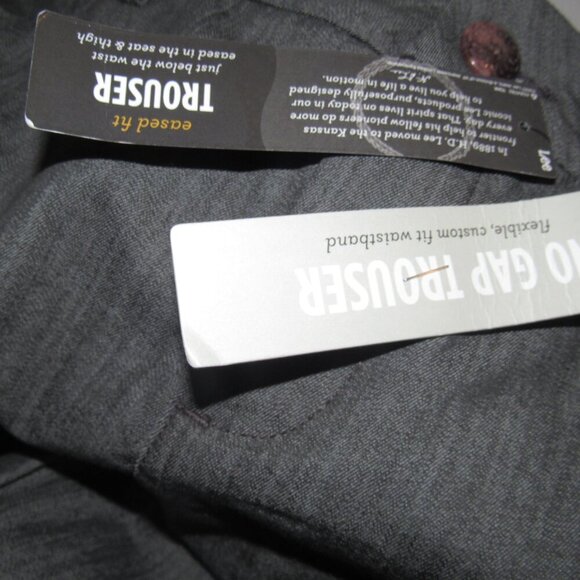 Lee
In 1889, H.D. Lee moved to the Kansas
frontier to help his fellow pioneers do more
every day. That spirit lives on today in our
iconic products, purposefully designed
to help you live a life in motion.
eased fit
TROUSER
just below the waist
eased in the seat & thigh
NO GAP TROUSER
flexible, custom fit waistband